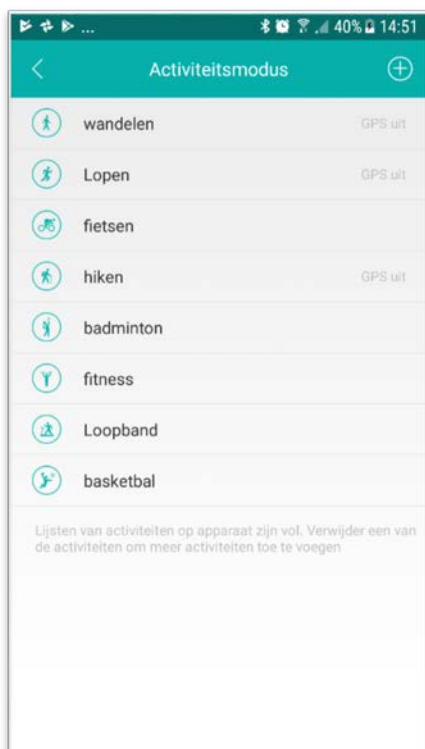 ... 40% 14:51
Activiteitsmodus
wandelen GPS uit
Lopen GPS uit
fietsen
hiken GPS uit
badminton
fitness
Loopband
basketbal
Lijsten van activiteiten op apparaat zijn vol. Verwijder een van
de activiteiten om meer activiteiten toe te voegen